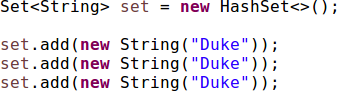 Set<String> set = new HashSet<>();
set.add(new String("Duke"));
set.add(new String("Duke"));
set.add(new String("Duke"));